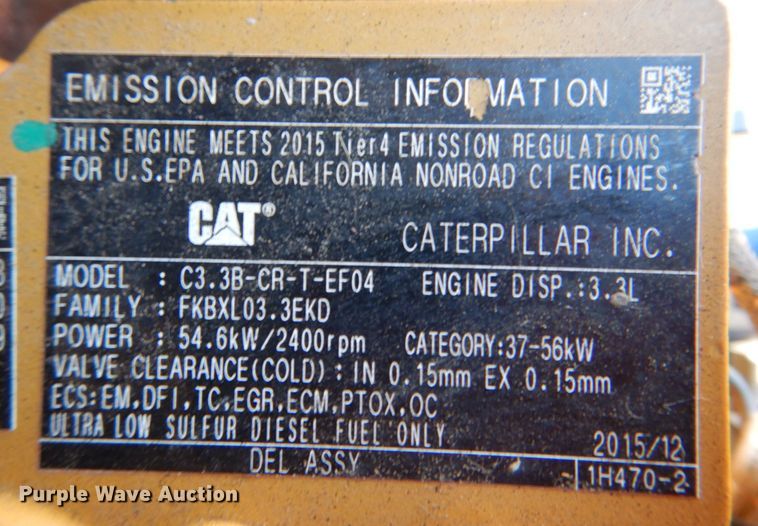 EMISSION CONTROL INFORMATION
THIS ENGINE MEETS 2015 Tier4 EMISSION REGULATIONS
FOR U.S.EPA AND CALIFORNIA NONROAD CI ENGINES.
CAT®
CATERPILLAR INC.
MODEL : C3.3B-CR-T-EF04 ENGINE DISP.:3.3L
FAMILY : FKBXL03.3EKD
POWER : 54.6kW/2400rpm CATEGORY:37-56kW
VALVE CLEARANCE(COLD):IN 0.15mm EX 0.15mm
ECS:EM,DFI,TC,EGR,ECM,PTOX,OC
ULTRA LOW SULFUR DIESEL FUEL ONLY
2015/12
DEL ASSY
1H470-2
Purple Wave Auction